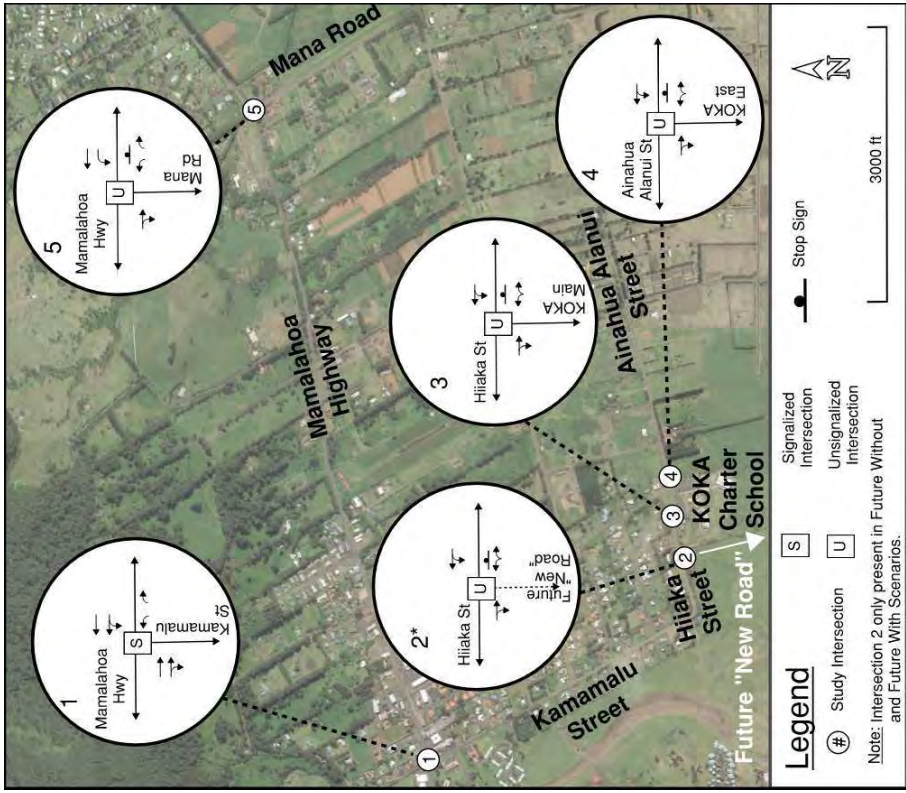 1
Mamalahoa
Hwy
S
Kamamalu
St
5
Mamalahoa
Hwy
U
Mana
Rd
Mana Road
5
Mamalahoa
Highway
1
2*
Hiiaka St
U
Future
"New
Road"
3
Hiiaka St
U
KOKA
Main
4
Ainahua
Alanui St
U
KOKA
East
Kamamalu
Street
Ainahua Alanui
Street
Hiiaka
Street
2
3
4
KOKA
Charter
School
Future "New Road"
Legend
# Study Intersection
S Signalized
Intersection
U Unsignalized
Intersection
Stop Sign
N
3000 ft
Note: Intersection 2 only present in Future Without
and Future With Scenarios.